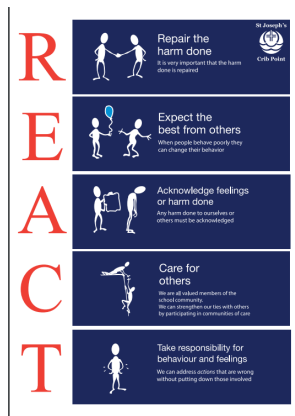 St Joseph's
Crib Point
R
Repair the
harm done
It is very important that the harm
done is repaired
E
Expect the
best from others
When people behave poorly they
can change their behavior
A
Acknowledge feelings
or harm done
Any harm done to ourselves or
others must be acknowledged
C
Care for
others
We are all valued members of the
school community.
We can strengthen our ties with others
by participating in communities of care
T
Take responsibility for
behaviour and feelings
We can address actions that are wrong
without putting down those involved